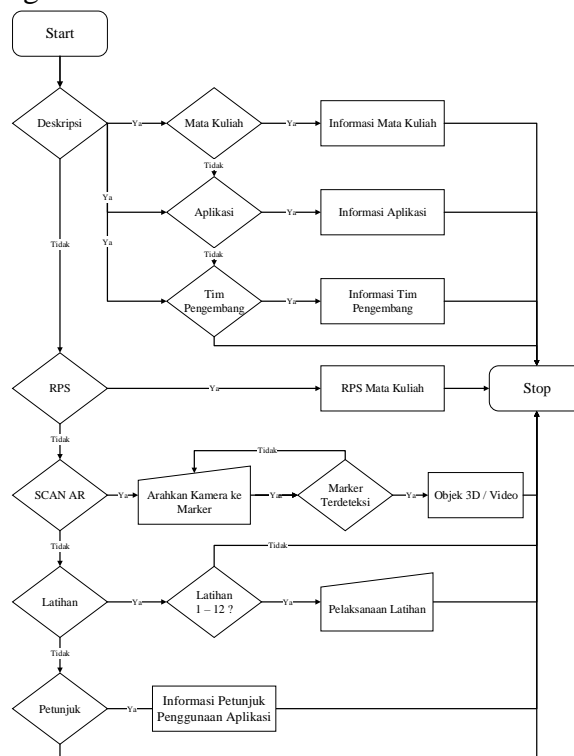 Start
Deskripsi
Ya
Mata Kuliah
Ya
Informasi Mata Kuliah
Tidak
Ya
Aplikasi
Ya
Informasi Aplikasi
Tidak
Ya
Tidak
Tim
Pengembang
Ya
Informasi Tim
Pengembang
RPS
Ya
RPS Mata Kuliah
Stop
Tidak
Tidak
SCAN AR
Ya
Arahkan Kamera ke
Marker
Ya
Marker
Terdeteksi
Ya
Objek 3D / Video
Tidak
Tidak
Latihan
Ya
Latihan
1 – 12 ?
Ya
Pelaksanaan Latihan
Tidak
Petunjuk
Ya
Informasi Petunjuk
Penggunaan Aplikasi